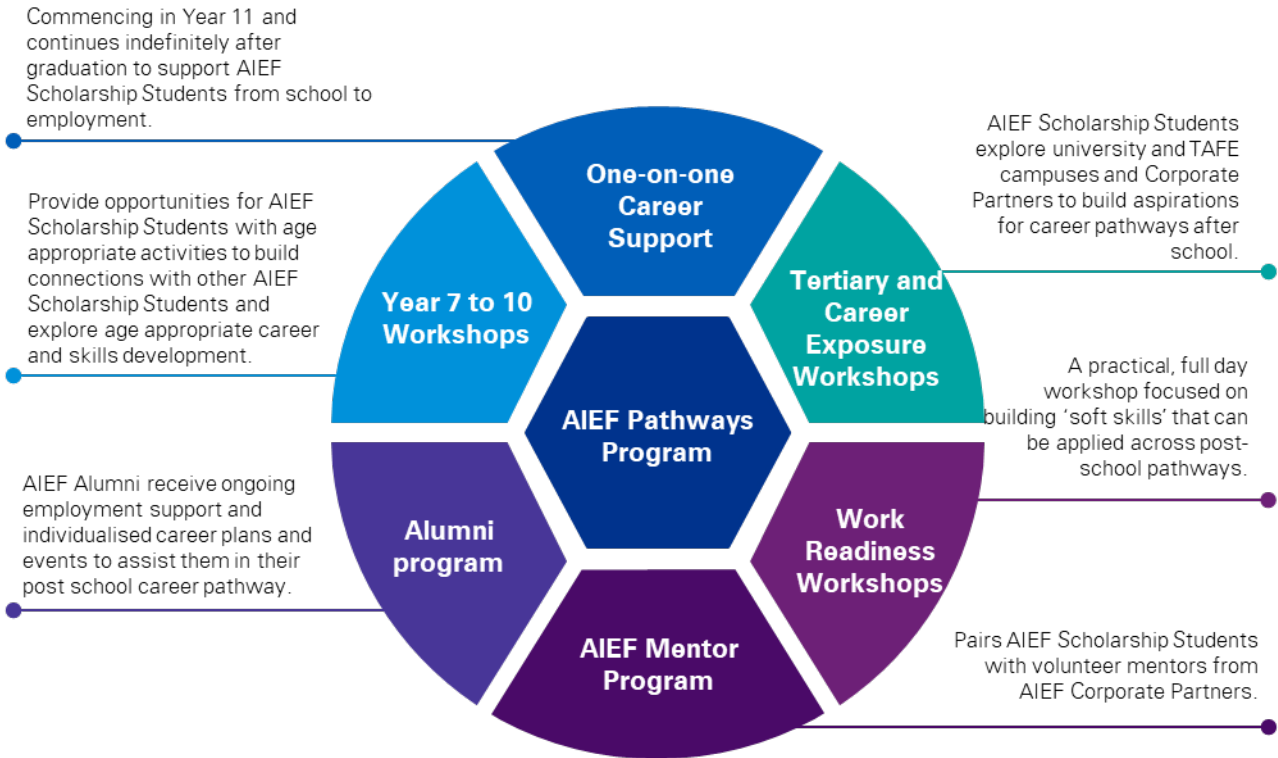 Commencing in Year 11 and
continues indefinitely after
graduation to support AIEF
Scholarship Students from school to
employment.
One-on-one
Career
Support
AIEF Scholarship Students
explore university and TAFE
campuses and Corporate
Partners to build aspirations
for career pathways after
school.
Provide opportunities for AIEF
Scholarship Students with age
appropriate activities to build
connections with other AIEF
Scholarship Students and
explore age appropriate career
and skills development.
Year 7 to 10
Workshops
Tertiary and
Career
Exposure
Workshops
AIEF Pathways
Program
A practical, full day
workshop focused on
building ‘soft skills’ that can
be applied across post-
school pathways.
AIEF Alumni receive ongoing
employment support and
individualised career plans and
events to assist them in their
post school career pathway.
Alumni
program
Work
Readiness
Workshops
AIEF Mentor
Program
Pairs AIEF Scholarship Students
with volunteer mentors from
AIEF Corporate Partners.